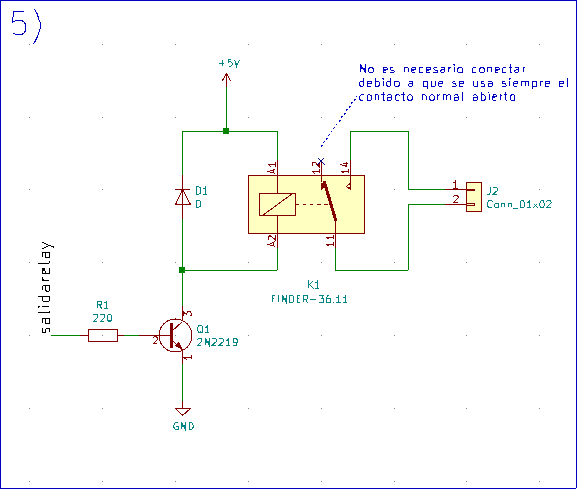 5)
+5V
No es necesario conectar
debido a que se usa siempre el
contacto normal abierto
A1
12
14
D1
D
1
J2
2
Conn_01x02
A2
11
salidarelay
K1
FINDER-36.11
R1
220
3
Q1
2
2N2219
1
GND